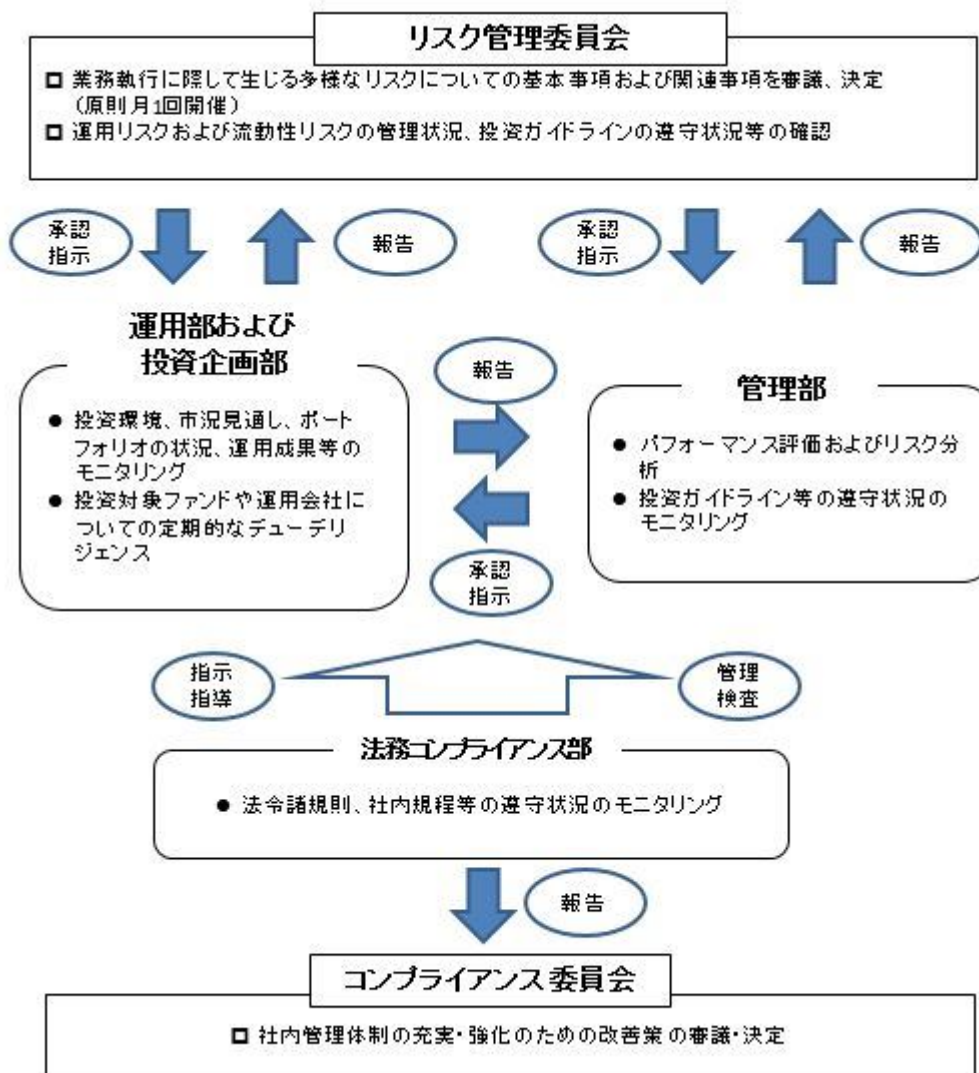 リスク管理委員会
□ 業務執行に際して生じる多様なリスクについての基本事項および関連事項を審議、決定
(原則月1回開催)
□ 運用リスクおよび流動性リスクの管理状況、投資ガイドラインの遵守状況等の確認
承認
指示
報告
承認
指示
報告
運用部および
投資企画部
● 投資環境、市況見通し、ポート
フォリオの状況、運用成果等の
モニタリング
● 投資対象ファンドや運用会社に
ついての定期的なデューデリ
ジェンス
報告
承認
指示
管理部
● パフォーマンス評価およびリスク分
析
● 投資ガイドライン等の遵守状況の
モニタリング
指示
指導
管理
検査
法務コンプライアンス部
● 法令諸規則、社内規程等の遵守状況のモニタリング
報告
コンプライアンス委員会
□ 社内管理体制の充実・強化のための改善策の審議・決定